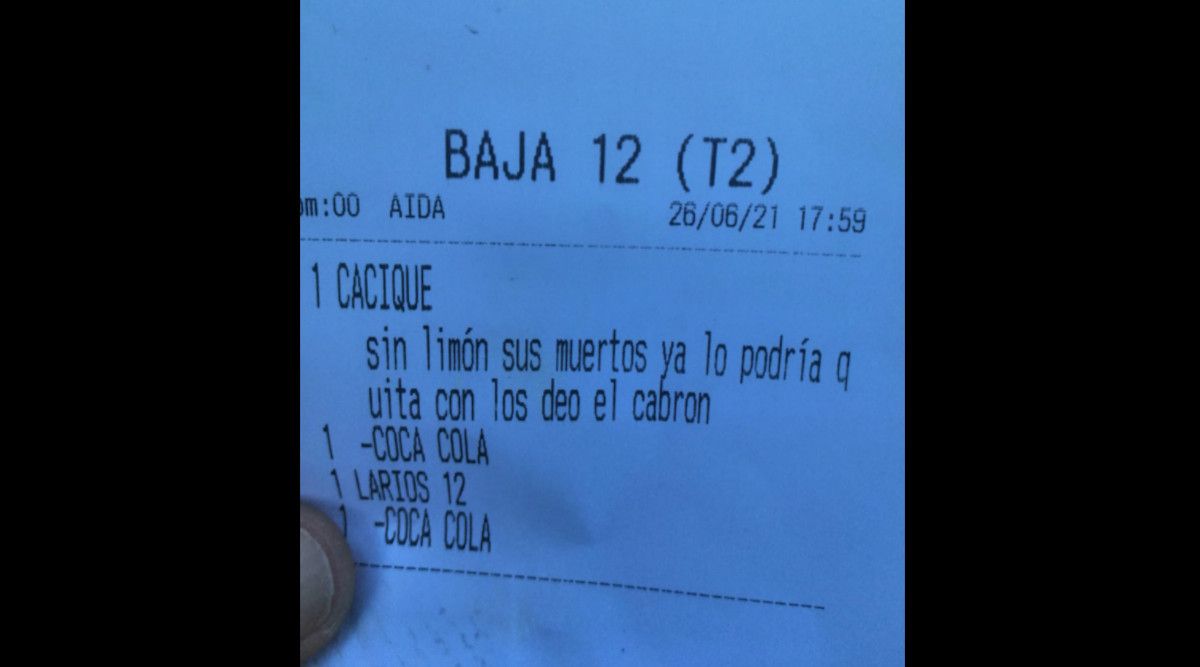 BAJA 12 (T2)
om:00 AIDA 26/06/21 17:59
1 CACIQUE
sin limón sus muertos ya lo podría q
uita con los deo el cabron
1 -COCA COLA
1 LARIOS 12
1 -COCA COLA